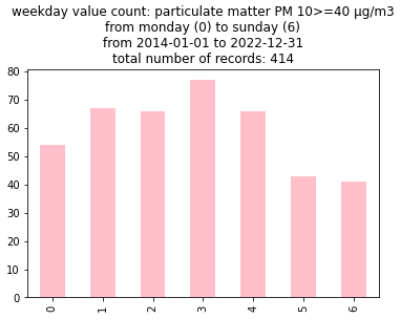 weekday value count: particulate matter PM 10>=40 µg/m3
from monday (0) to sunday (6)
from 2014-01-01 to 2022-12-31
total number of records: 414
80
70
60
50
40
30
20
10
0
0 1 2 3 4 5 6